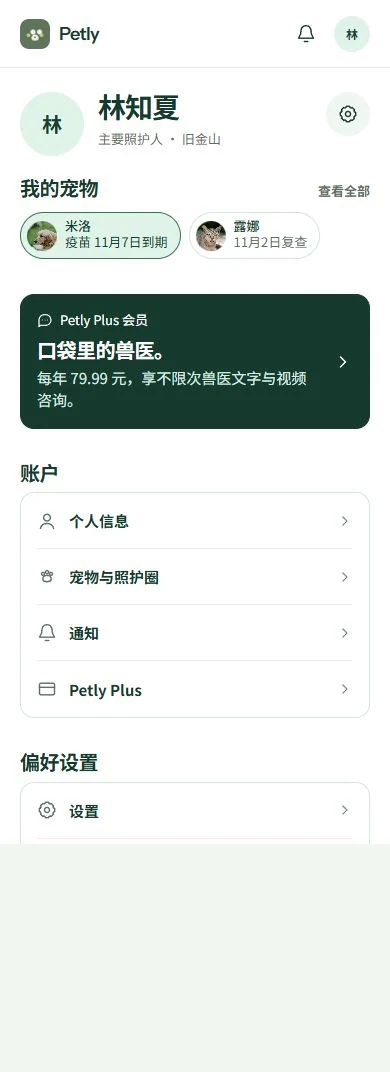 Petly
林
林
林知夏
主要照护人 · 旧金山
我的宠物
查看全部
米洛
疫苗 11月7日到期
露娜
11月2日复查
Petly Plus 会员
口袋里的兽医。
每年 79.99 元，享不限次兽医文字与视频
咨询。
账户
个人信息
宠物与照护圈
通知
Petly Plus
偏好设置
设置